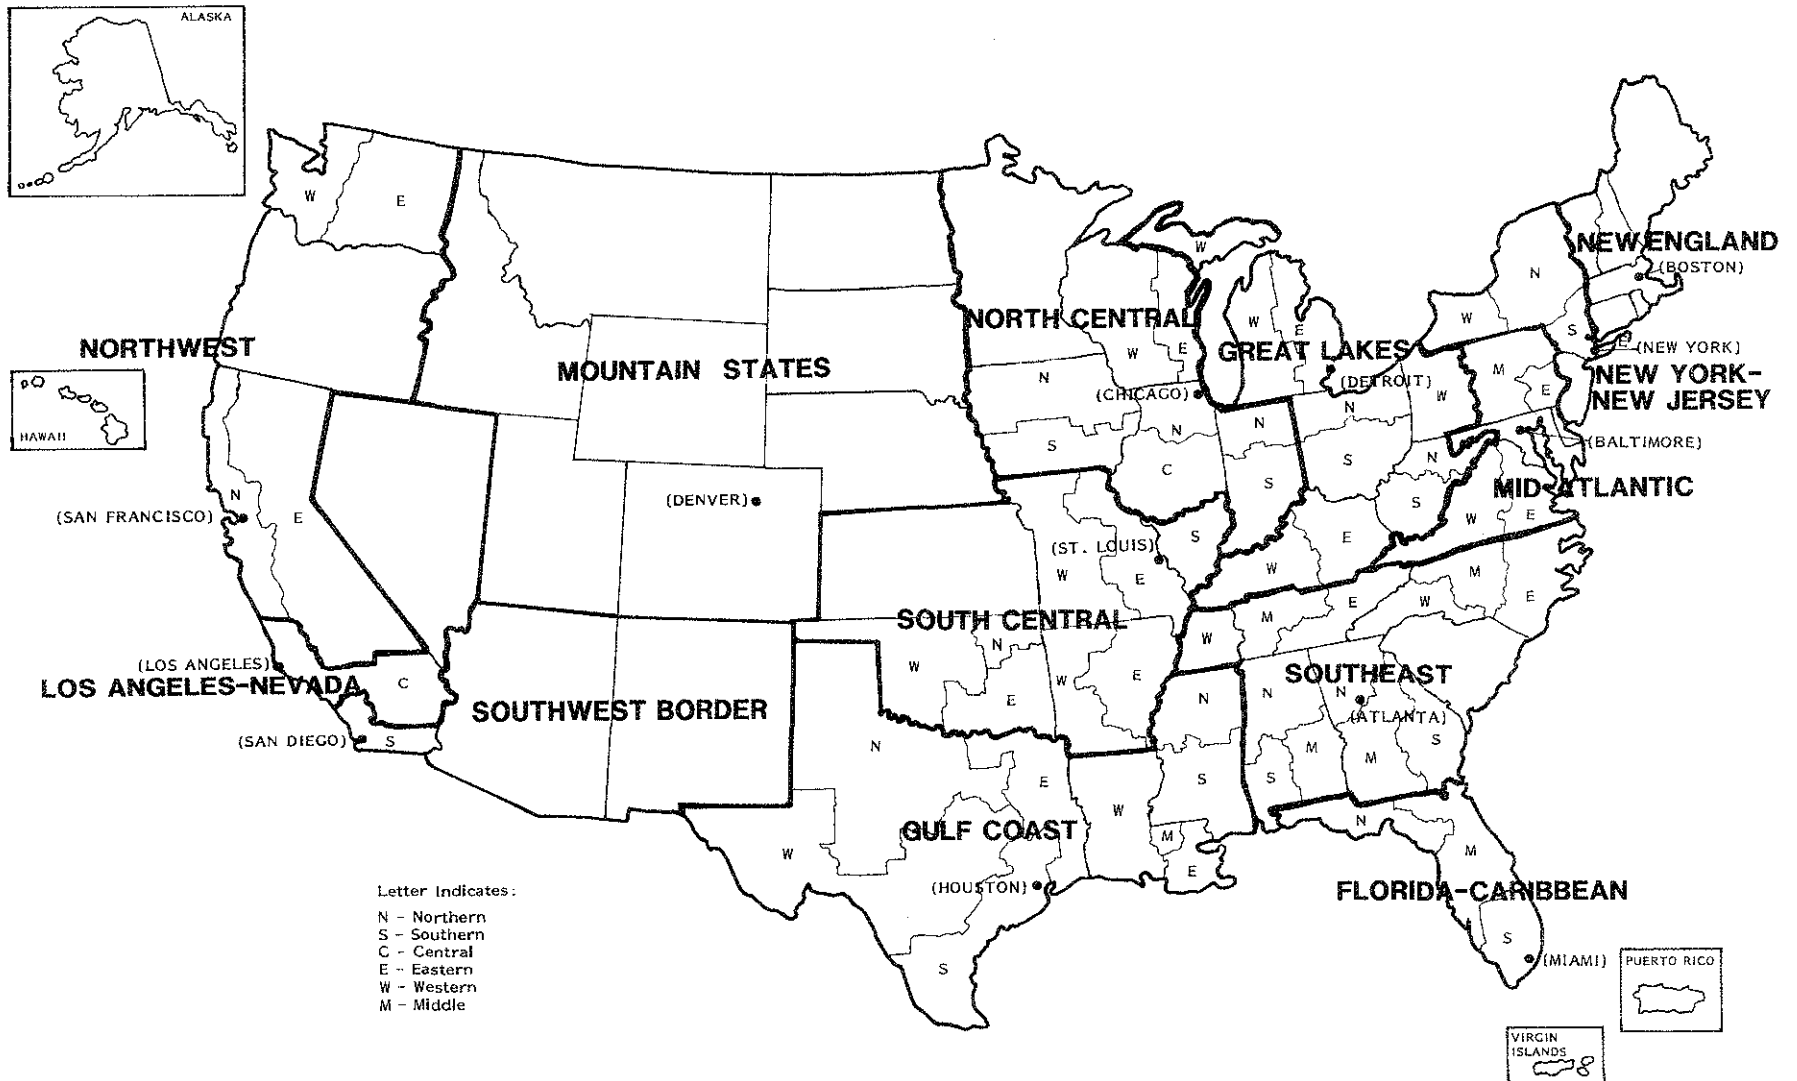 ALASKA
W
E
NEW ENGLAND
(BOSTON)
N
W
NORTH CENTRAL
W
E
W
S
NORTHWEST
MOUNTAIN STATES
W
E
GREAT LAKES
E
(NEW YORK)
NEW YORK-
NEW JERSEY
M
E
HAWAII
N
(CHICAGO)
(DETROIT)
W
N
N
N
(BALTIMORE)
S
C
S
S
N
MID-ATLANTIC
N
(SAN FRANCISCO)
E
(DENVER)
S
W
E
(ST. LOUIS)
S
E
W
E
W
SOUTH CENTRAL
M
E
W
M
E
(LOS ANGELES)
LOS ANGELES-NEVADA
C
W
N
E
W
E
W
SOUTHEAST
SOUTHWEST BORDER
N
N
N
(ATLANTA)
(SAN DIEGO)
S
N
M
M
S
E
W
S
S
GULF COAST
M
N
M
W
E
(HOUSTON)
FLORIDA-CARIBBEAN
S
S
(MIAMI)
Letter Indicates:
N - Northern
S - Southern
C - Central
E - Eastern
W - Western
M - Middle
PUERTO RICO
VIRGIN
ISLANDS